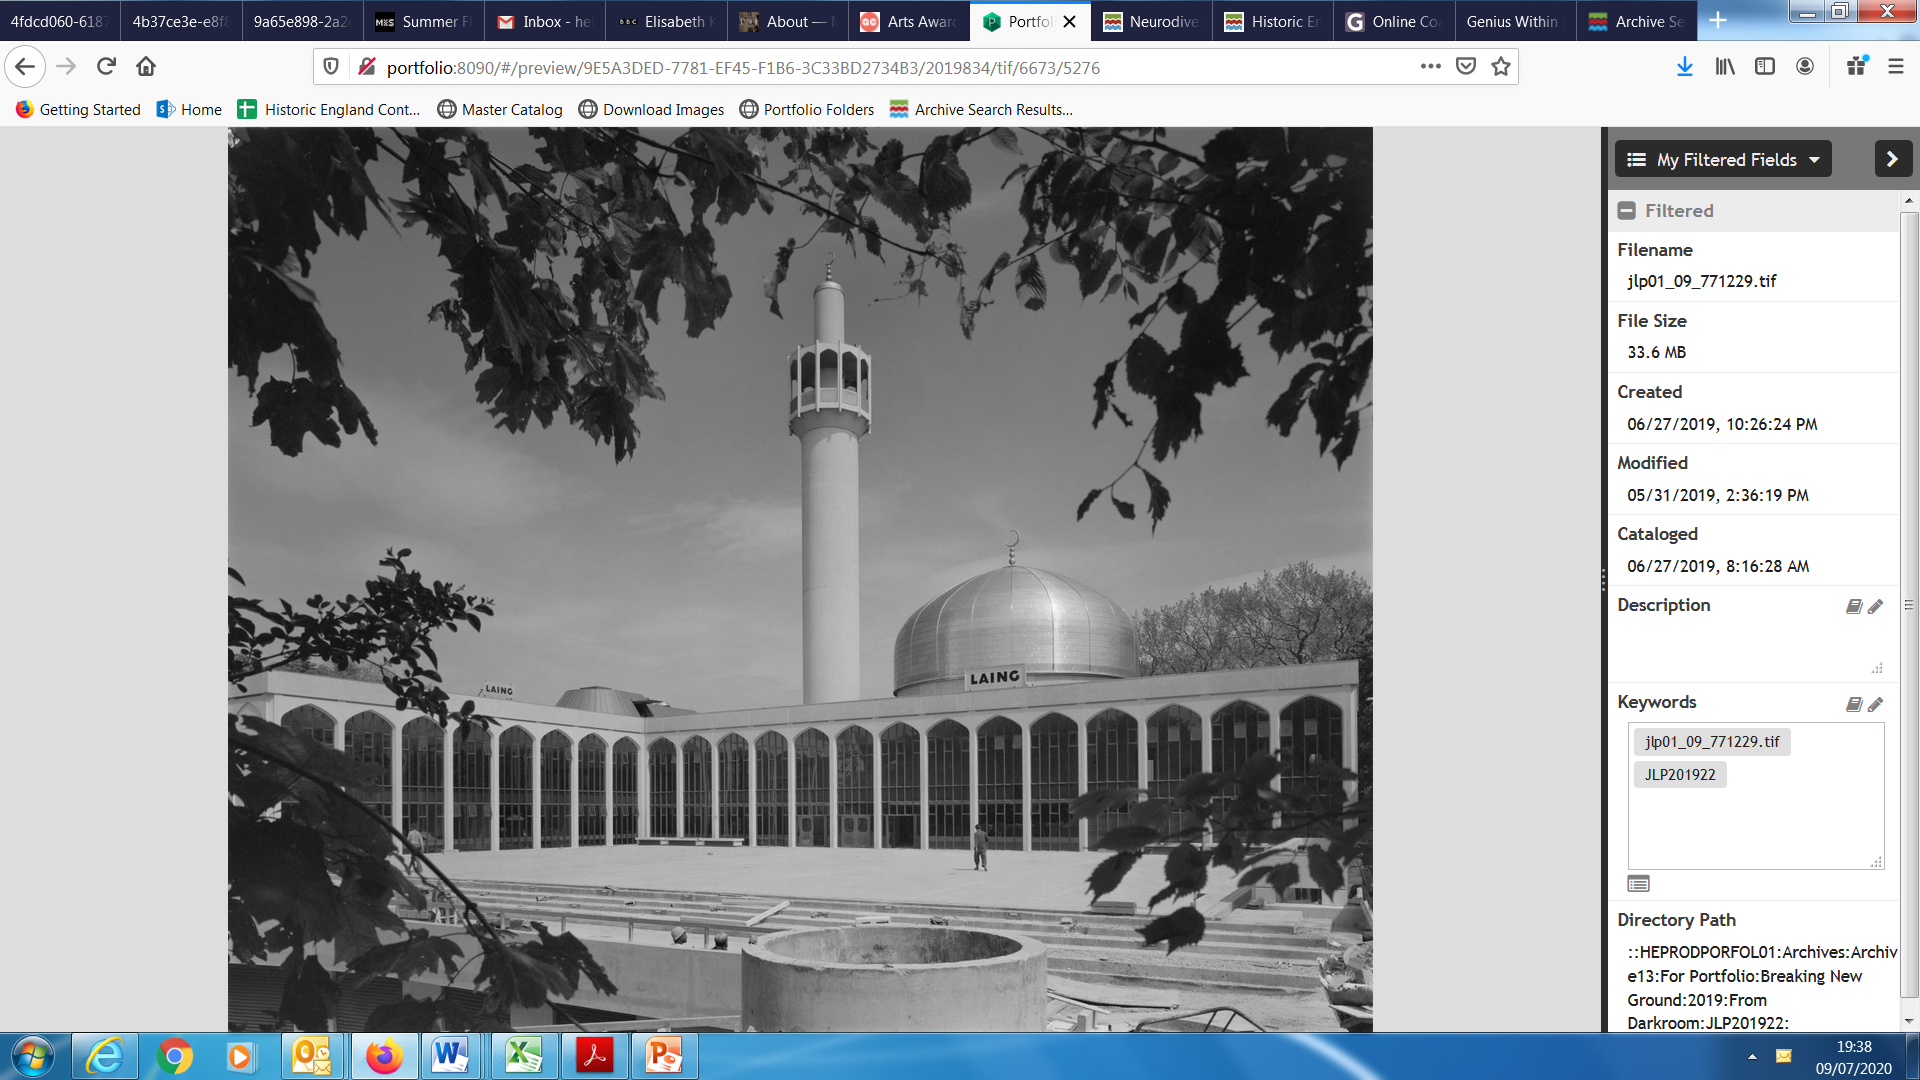 4fdcd060-6187
4b37ce3e-e8f8
9a65e898-2a2
M&S Summer F
Inbox - he
BBC Elisabeth K
About — N
Arts Awar
Portfo
Neurodive
Historic En
Online Co
Genius Within
Archive Se
portfolio:8090/#/preview/9E5A3DED-7781-EF45-F1B6-3C33BD2734B3/2019834/tif/6673/5276
Getting Started
Home
Historic England Cont...
Master Catalog
Download Images
Portfolio Folders
Archive Search Results...
My Filtered Fields
Filtered
Filename
jlp01_09_771229.tif
File Size
33.6 MB
Created
06/27/2019, 10:26:24 PM
Modified
05/31/2019, 2:36:19 PM
Cataloged
06/27/2019, 8:16:28 AM
Description
Keywords
jlp01_09_771229.tif
JLP201922
Directory Path
::HEPRODPORFOL01:Archives:Archiv
e13:For Portfolio:Breaking New
Ground:2019:From
Darkroom:JLP201922:
LAING
LAING
19:38
09/07/2020